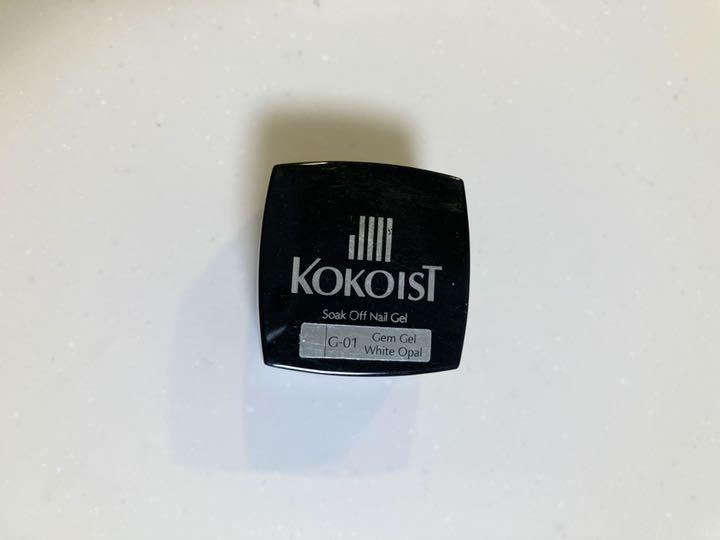 KOKOIST
Soak Off Nail Gel
G-01 Gem Gel
White Opal